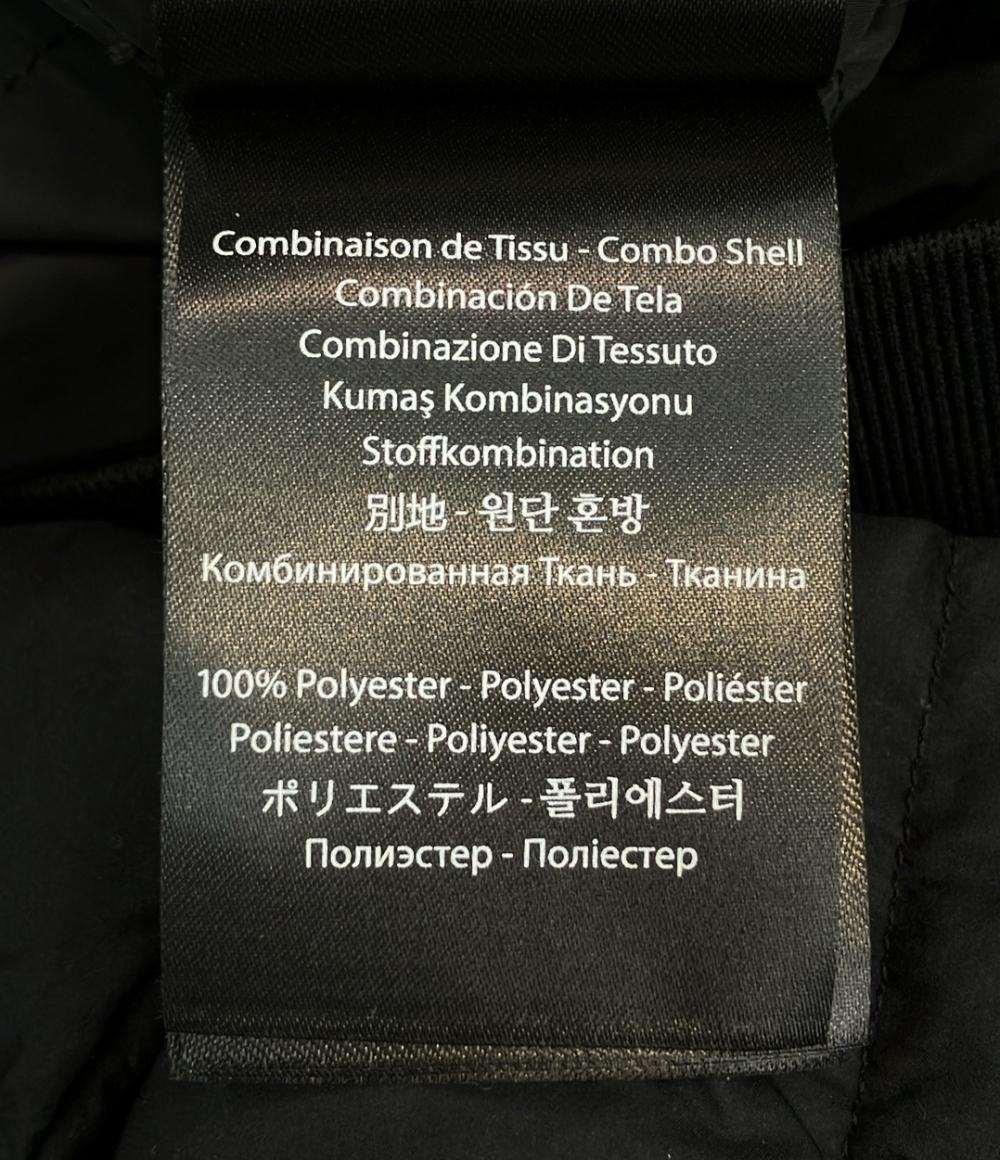 Combinaison de Tissu - Combo Shell
Combinación De Tela
Combinazione Di Tessuto
Kumaş Kombinasyonu
Stoffkombination
別地 - 원단 혼방
Комбинированная Ткань - Тканина
100% Polyester - Polyester - Poliéster
Poliestere - Poliyester - Polyester
ポリエステル - 폴리에스터
Полиэстер - Поліестер